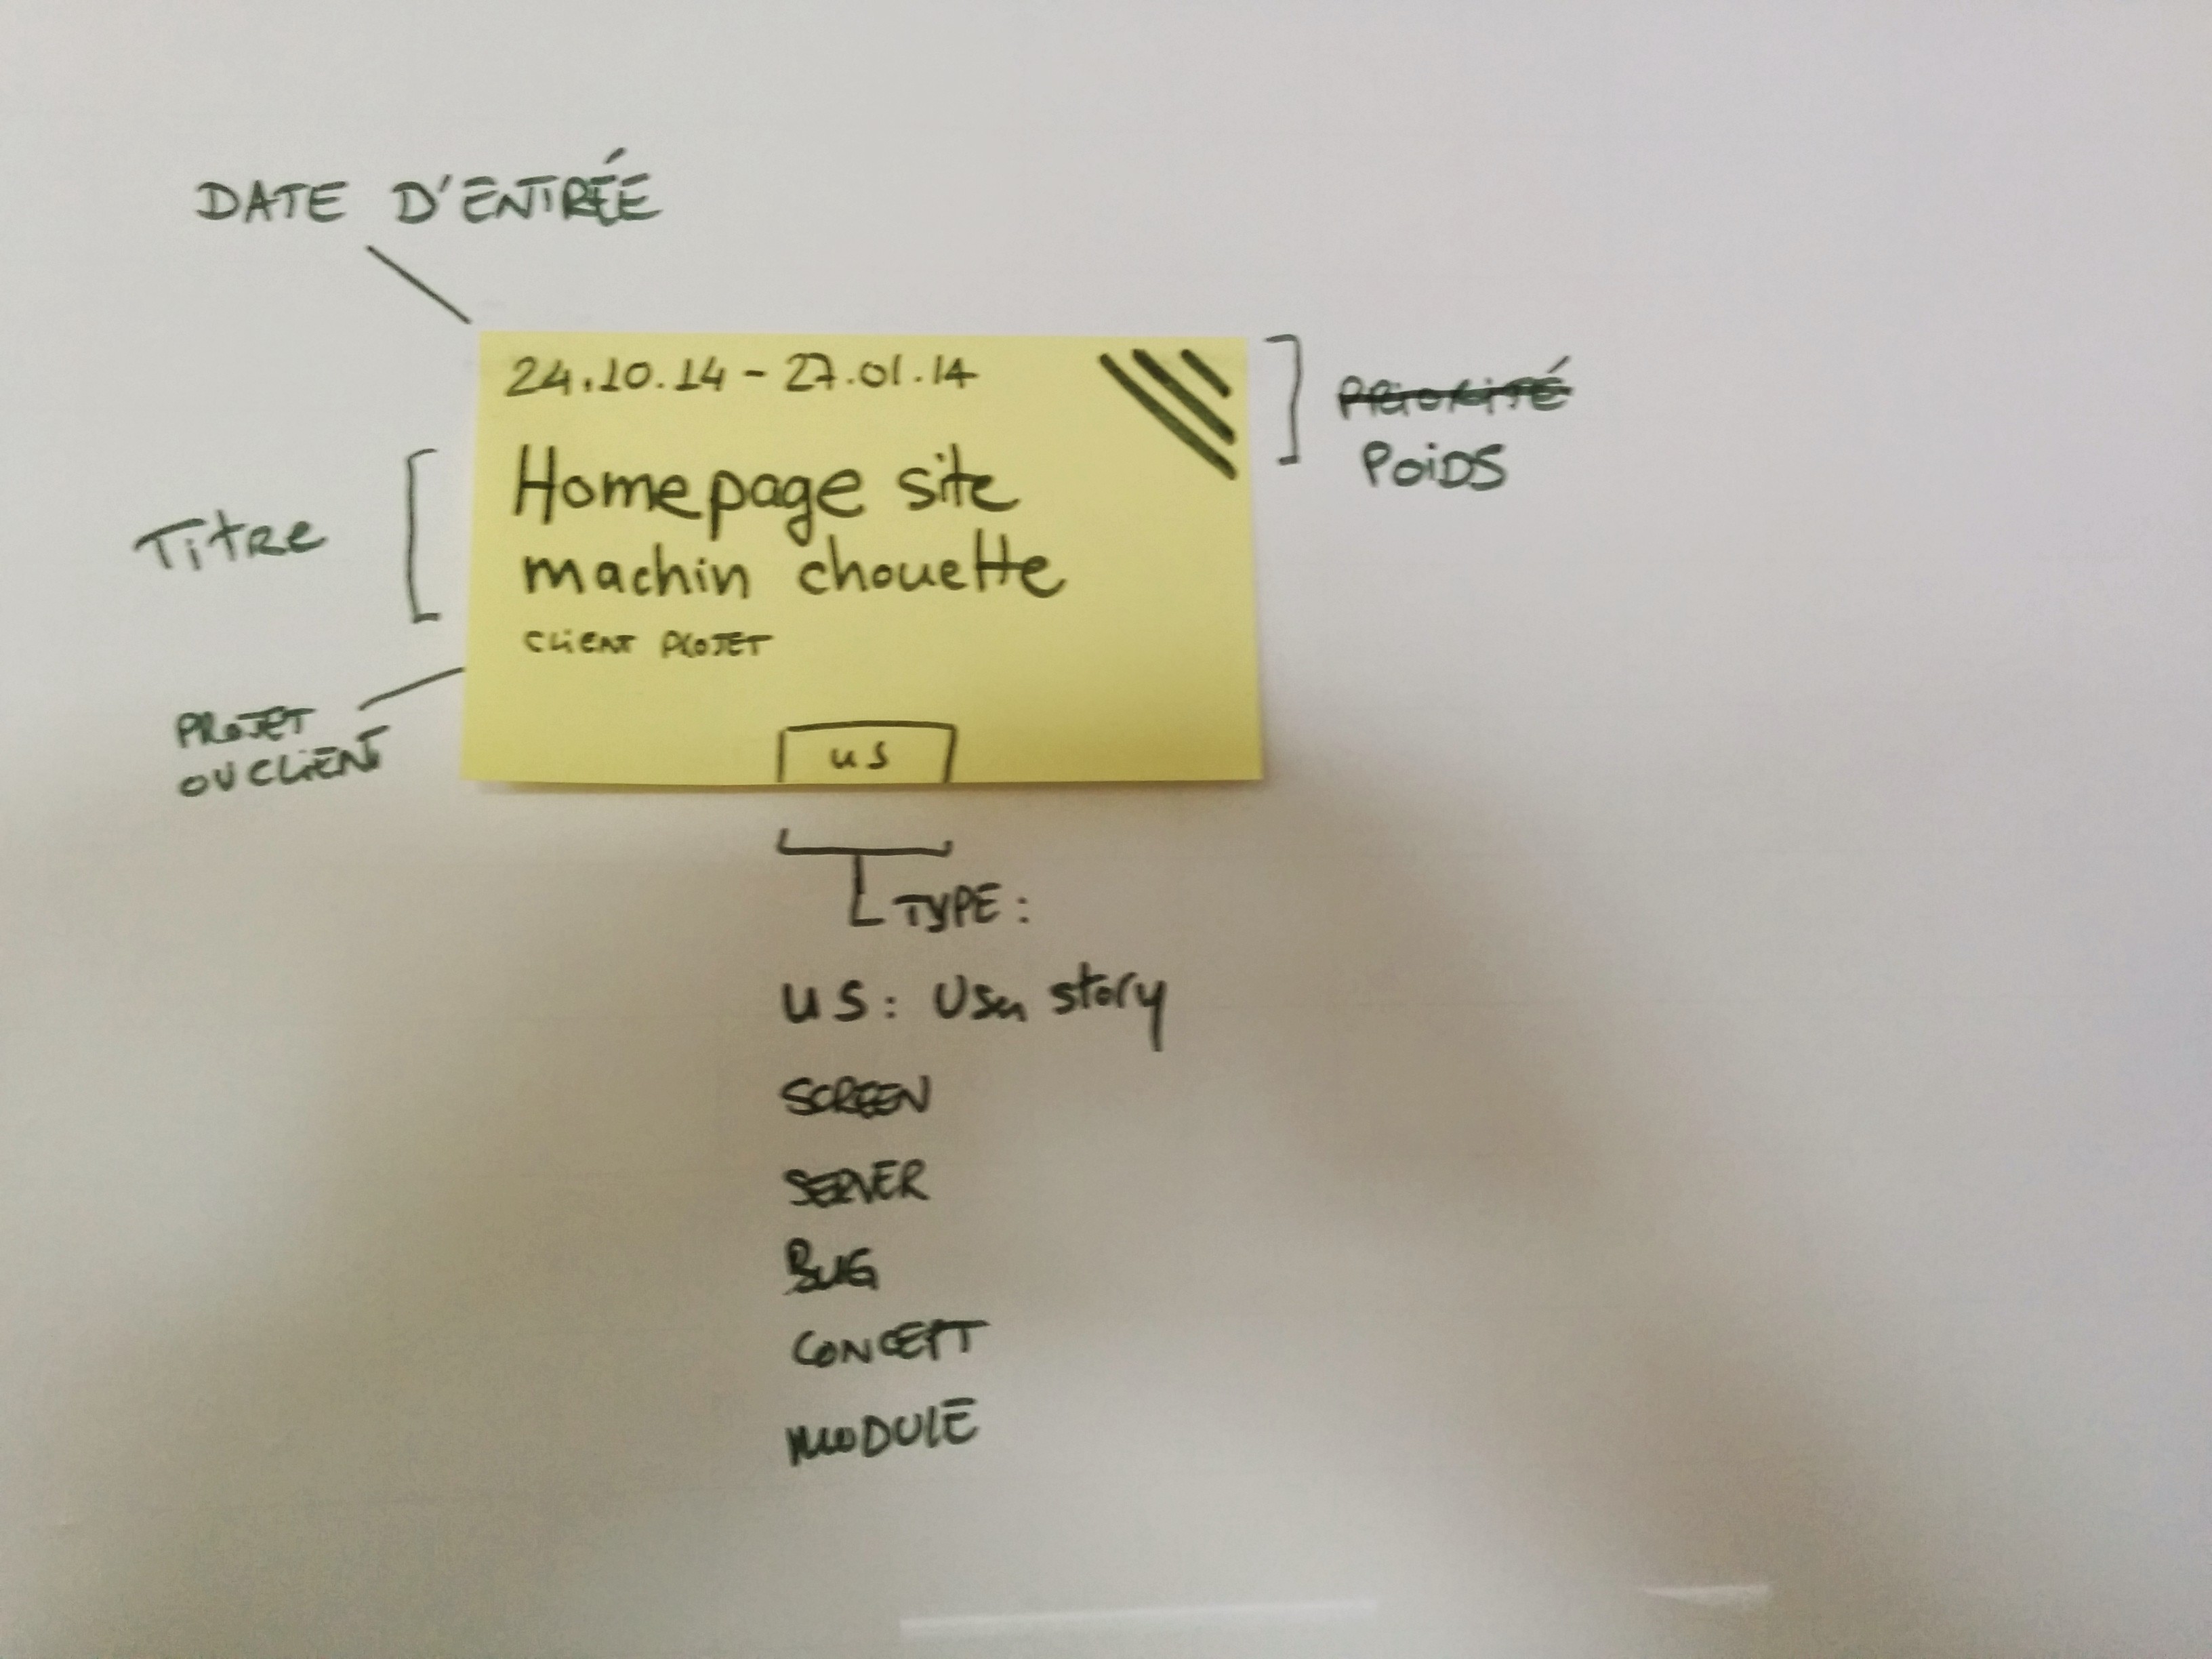 DATE D'ENTRÉE
24.10.14 - 27.01.14
PRIORITÉ
POIDS
Titre
Homepage site
machin chouette
CLIENT PROJET
PROJET
OU CLIENT
US
TYPE :
US : User story
SCREEN
SERVER
BUG
CONCEPT
MODULE